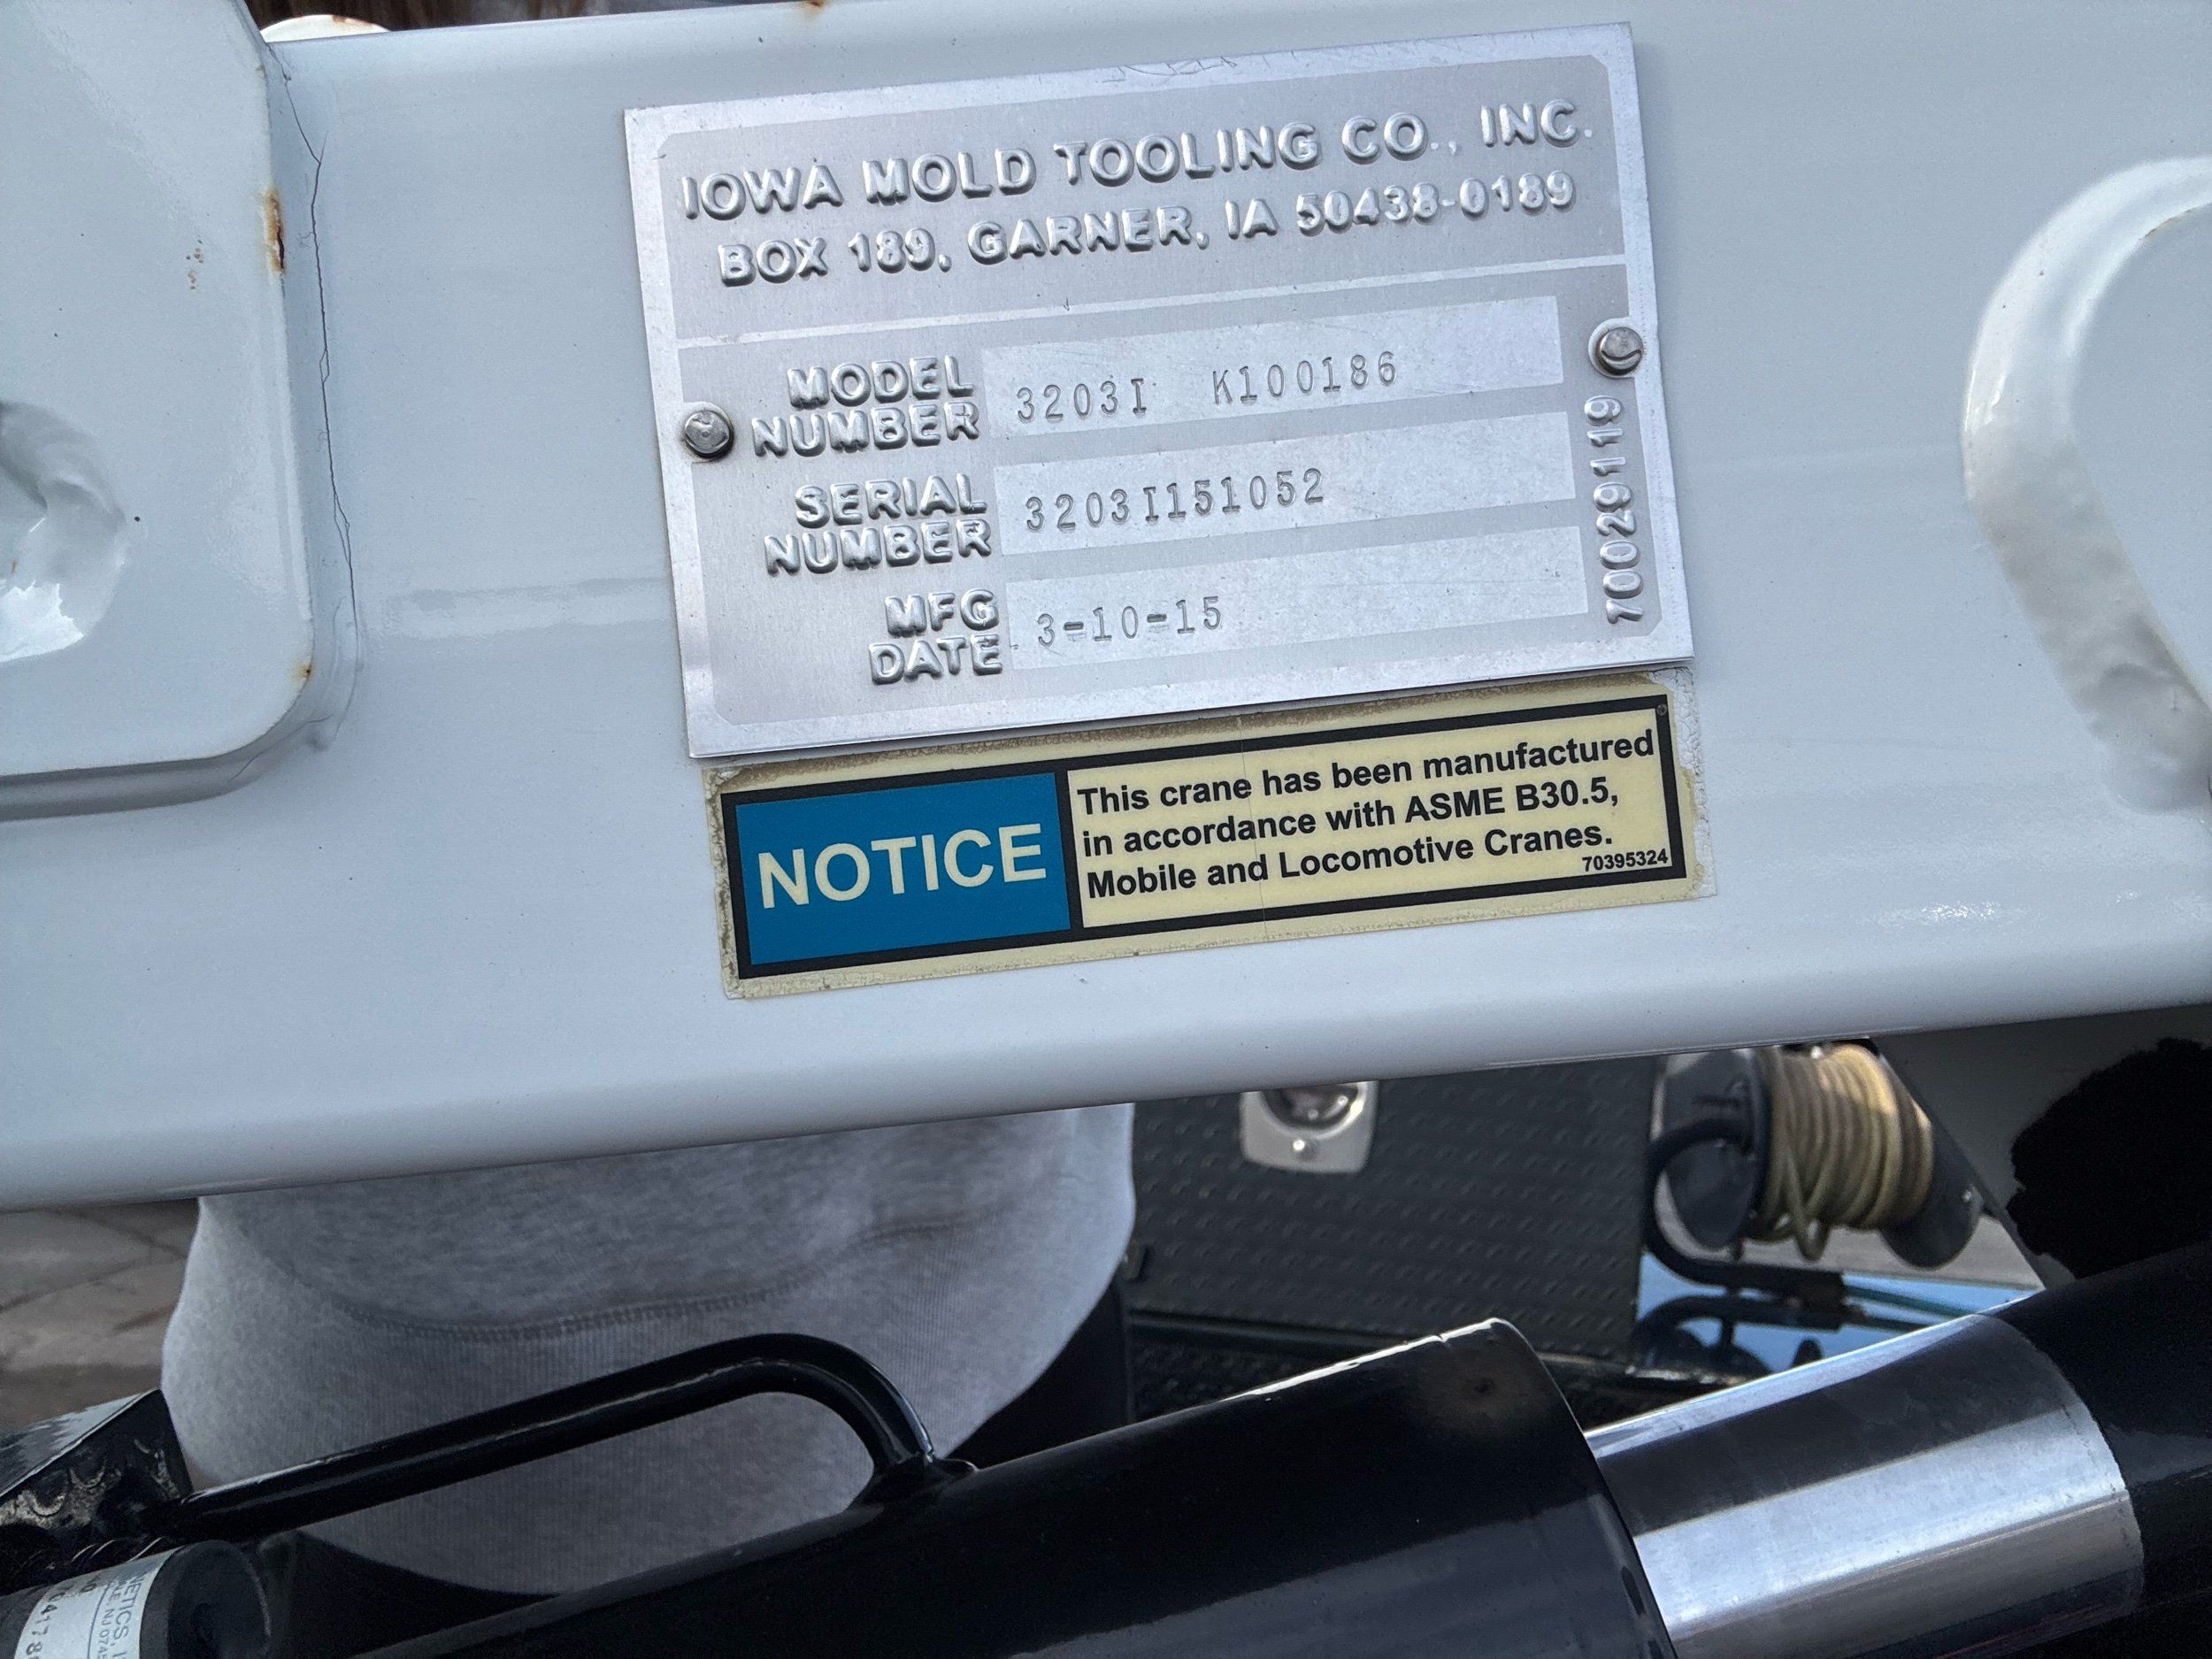 IOWA MOLD TOOLING CO., INC.
BOX 189, GARNER, IA 50438-0189
MODEL NUMBER 3203I K100186
SERIAL NUMBER 3203I151052
MFG DATE 3-10-15
70029119
NOTICE
This crane has been manufactured
in accordance with ASME B30.5,
Mobile and Locomotive Cranes.
70395324